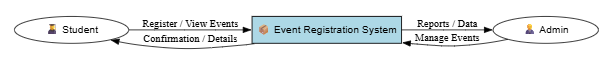 Student
Register / View Events
Confirmation / Details
Event Registration System
Reports / Data
Manage Events
Admin